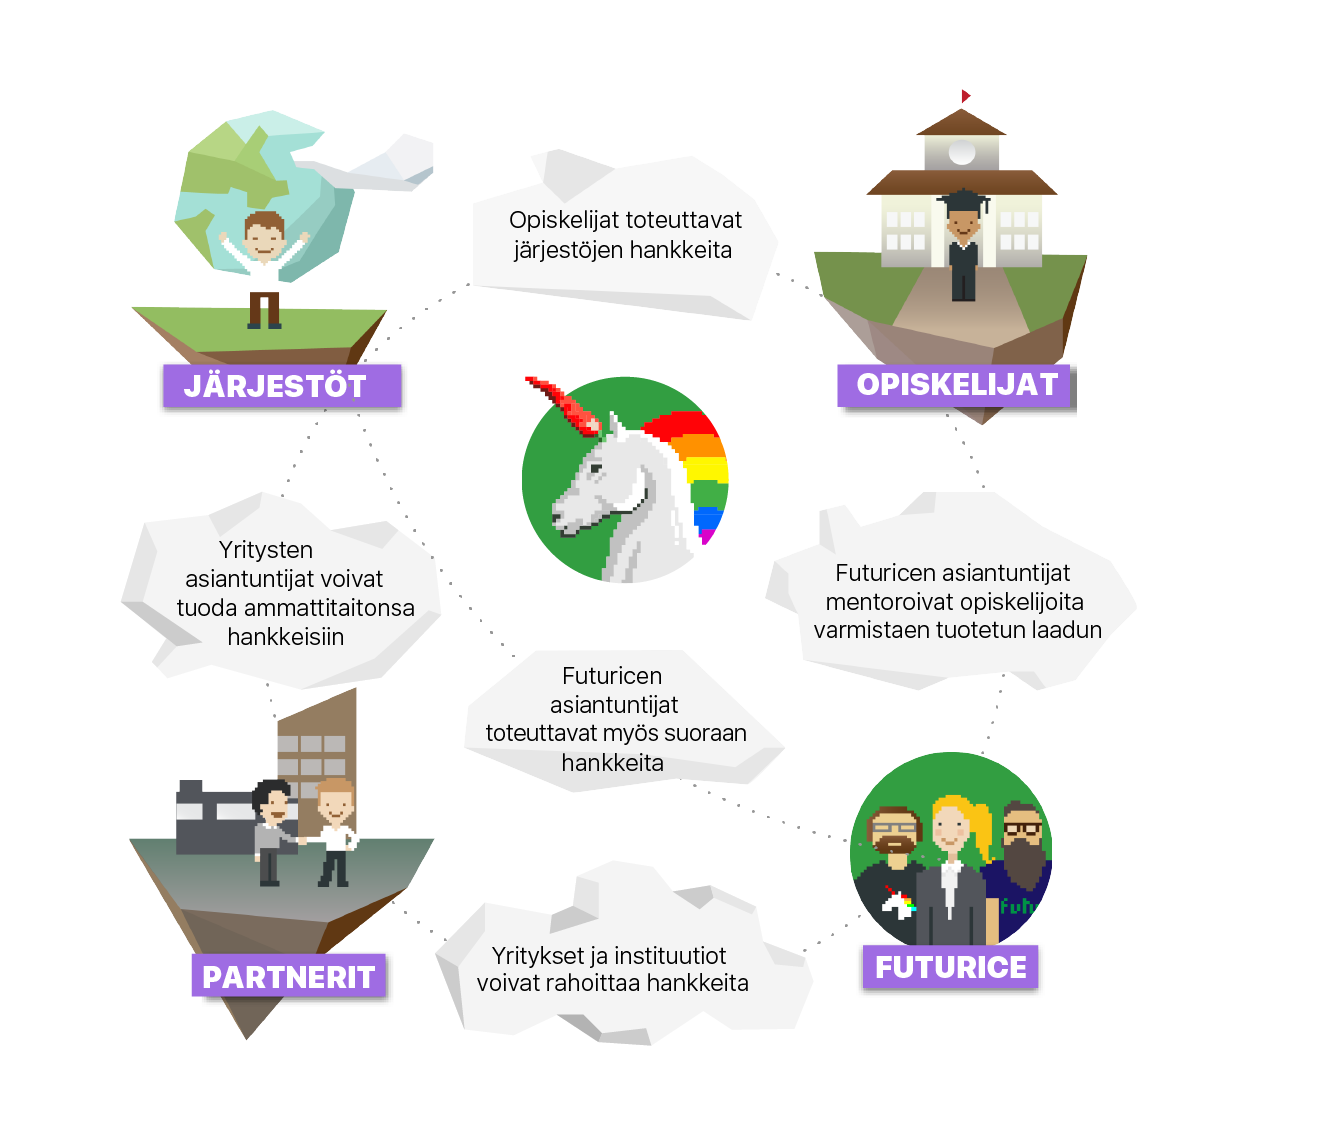 Opiskelijat toteuttavat
järjestöjen hankkeita
JÄRJESTÖT
OPISKELIJAT
Yritysten
asiantuntijat voivat
tuoda ammattitaitonsa
hankkeisiin
Futuricen asiantuntijat
mentoroivat opiskelijoita
varmistaen tuotetun laadun
Futuricen
asiantuntijat
toteuttavat myös suoraan
hankkeita
futu
PARTNERIT
Yritykset ja instituutiot
voivat rahoittaa hankkeita
FUTURICE